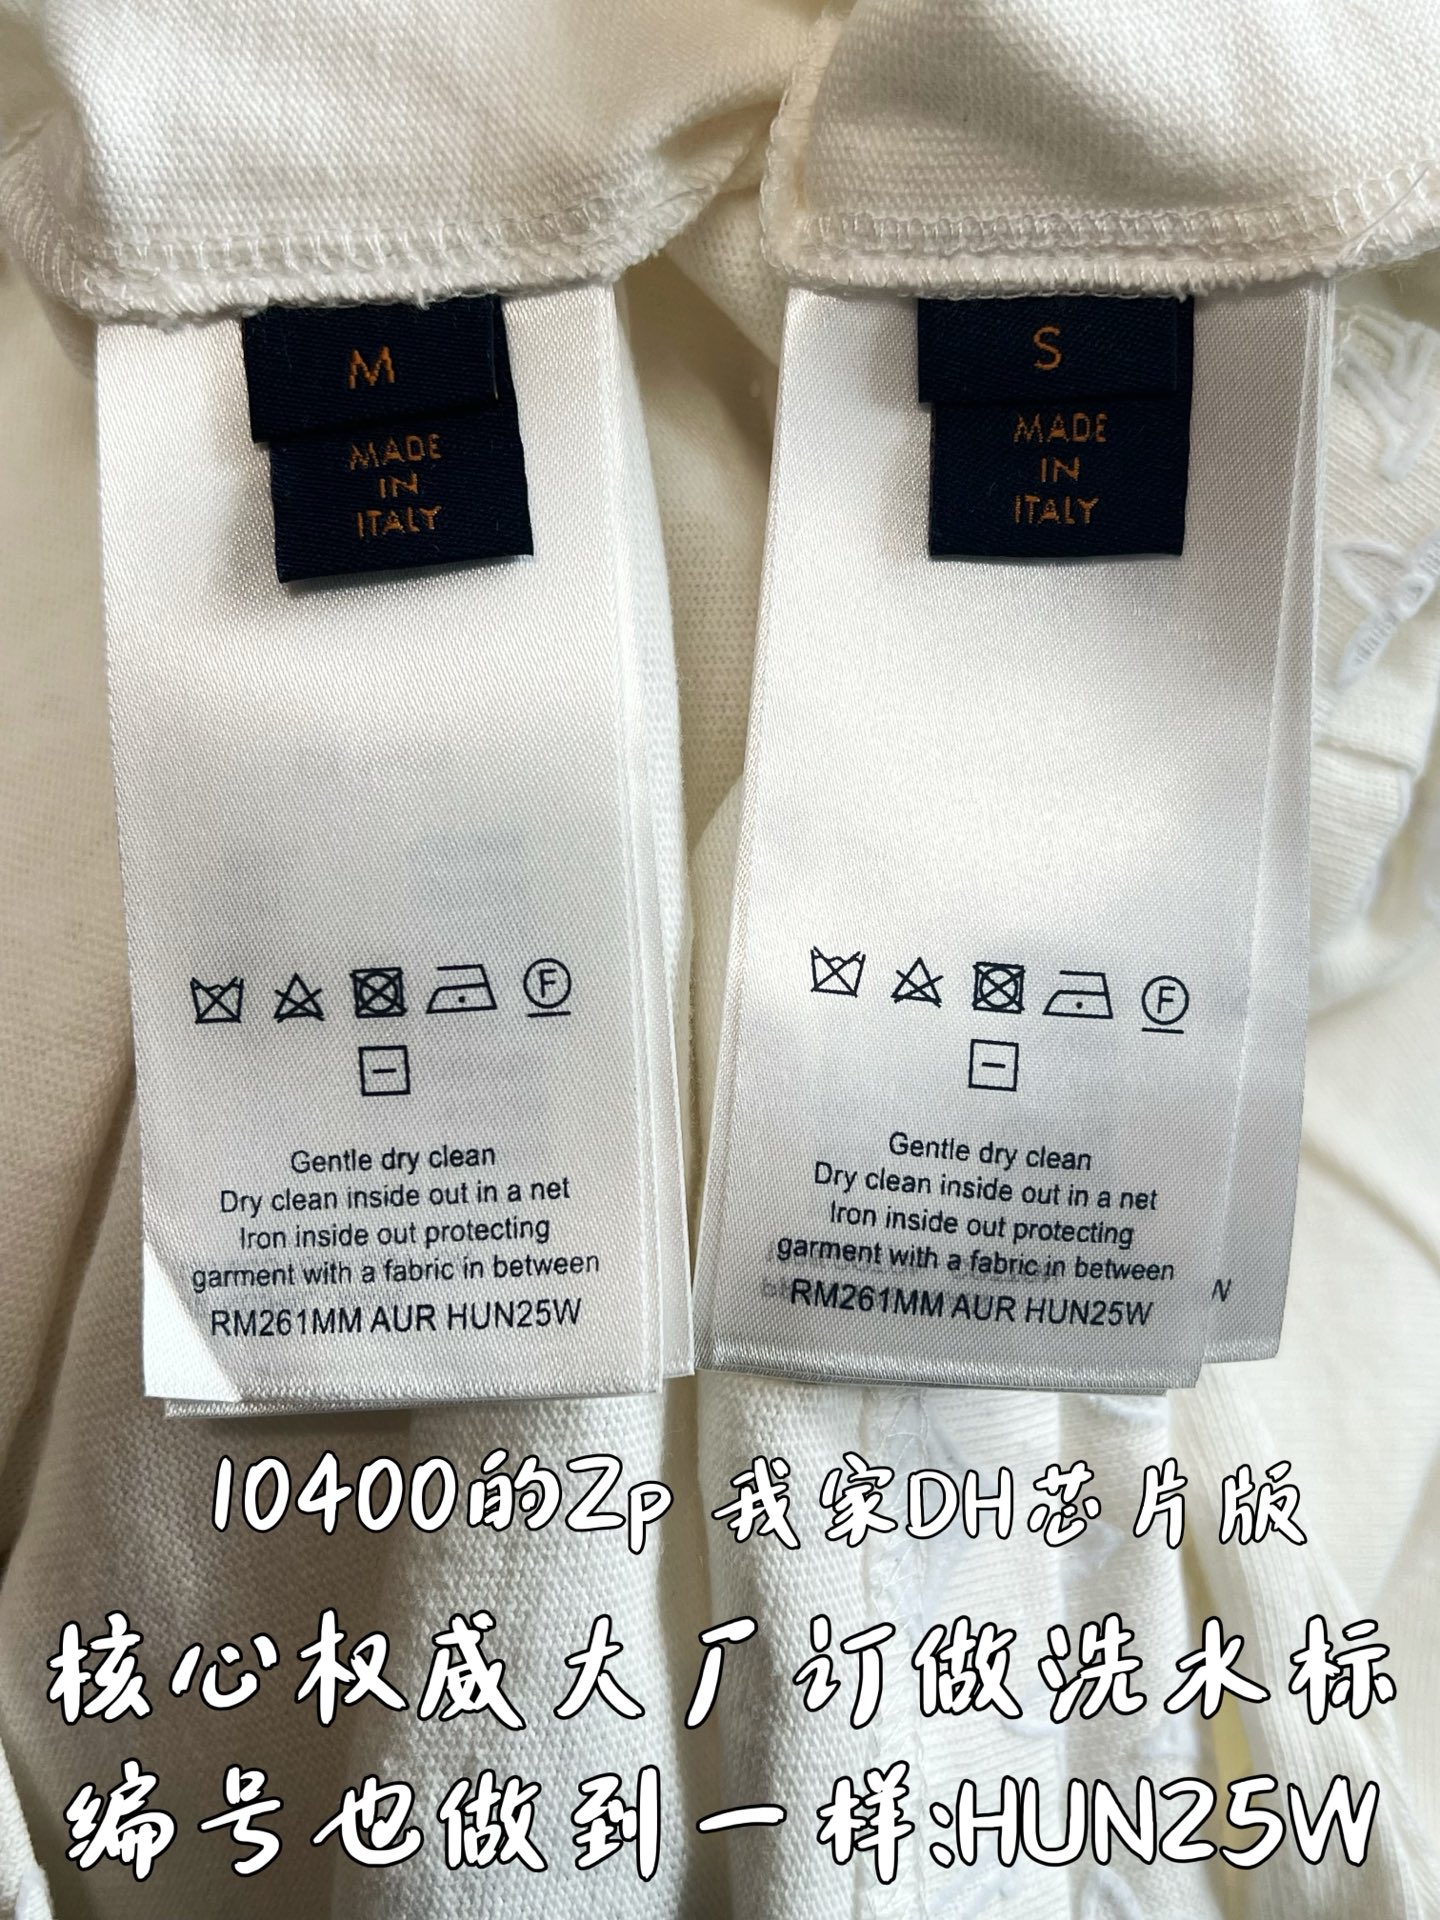 M
MADE
IN
ITALY
F
Gentle dry clean
Dry clean inside out in a net
Iron inside out protecting
garment with a fabric in between
RM261MM AUR HUN25W
S
MADE
IN
ITALY
F
Gentle dry clean
Dry clean inside out in a net
Iron inside out protecting
garment with a fabric in between
RM261MM AUR HUN25W
N
10400的Zp 我家DH芯片版
核心权威大厂订做洗水标
编号也做到一样:HUN25W